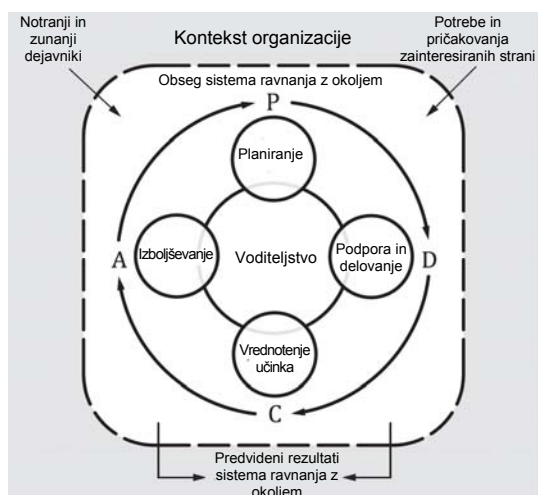 Notranji in
zunanji
dejavniki
Kontekst organizacije
Potrebe in
pričakovanja
zainteresiranih strani
Obseg sistema ravnanja z okoljem
P
Planiranje
A
Izboljševanje
Voditeljstvo
Podpora in
delovanje
D
Vrednotenje
učinka
C
Predvideni rezultati
sistema ravnanja z
okoljem